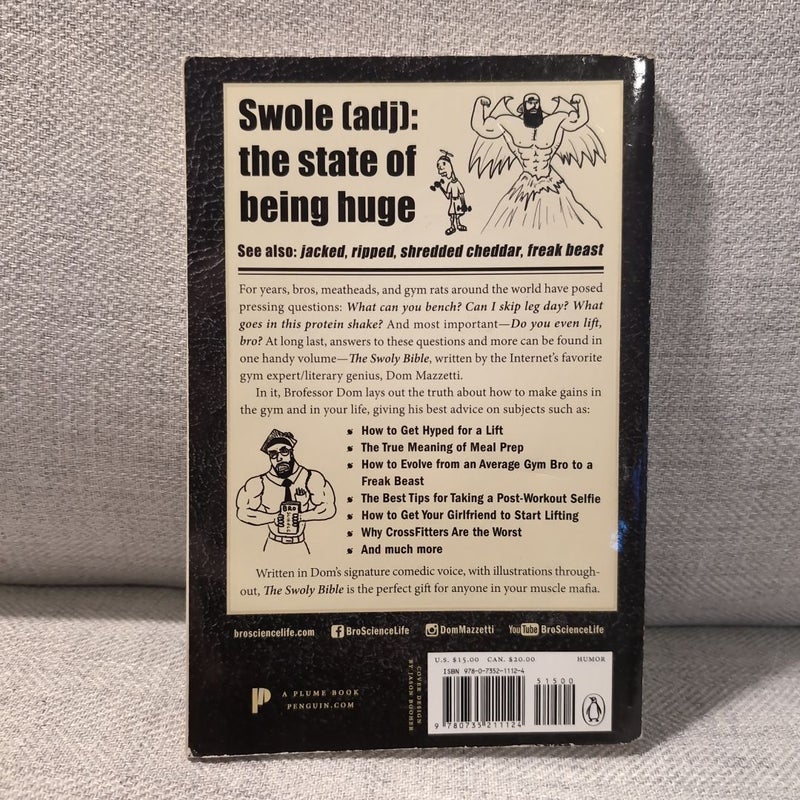 Swole (adj):
the state of
being huge
See also: jacked, ripped, shredded cheddar, freak beast
For years, bros, meatheads, and gym rats around the world have posed
pressing questions: What can you bench? Can I skip leg day? What
goes in this protein shake? And most important—Do you even lift,
bro? At long last, answers to these questions and more can be found in
one handy volume—The Swoly Bible, written by the Internet's favorite
gym expert/literary genius, Dom Mazzetti.
In it, Brofessor Dom lays out the truth about how to make gains in
the gym and in your life, giving his best advice on subjects such as:
How to Get Hyped for a Lift
The True Meaning of Meal Prep
How to Evolve from an Average Gym Bro to a
Freak Beast
The Best Tips for Taking a Post-Workout Selfie
How to Get Your Girlfriend to Start Lifting
Why CrossFitters Are the Worst
And much more
BRO
Written in Dom's signature comedic voice, with illustrations through-
out, The Swoly Bible is the perfect gift for anyone in your muscle mafia.
brosciencelife.com BroScienceLife DomMazzetti YouTube BroScienceLife
A PLUME BOOK
PENGUIN.COM
COVER DESIGN
BY JASON BOOHER
U.S. $15.00 CAN. $20.00 HUMOR
ISBN 978-0-7352-1112-4
51500
9 780735 211124